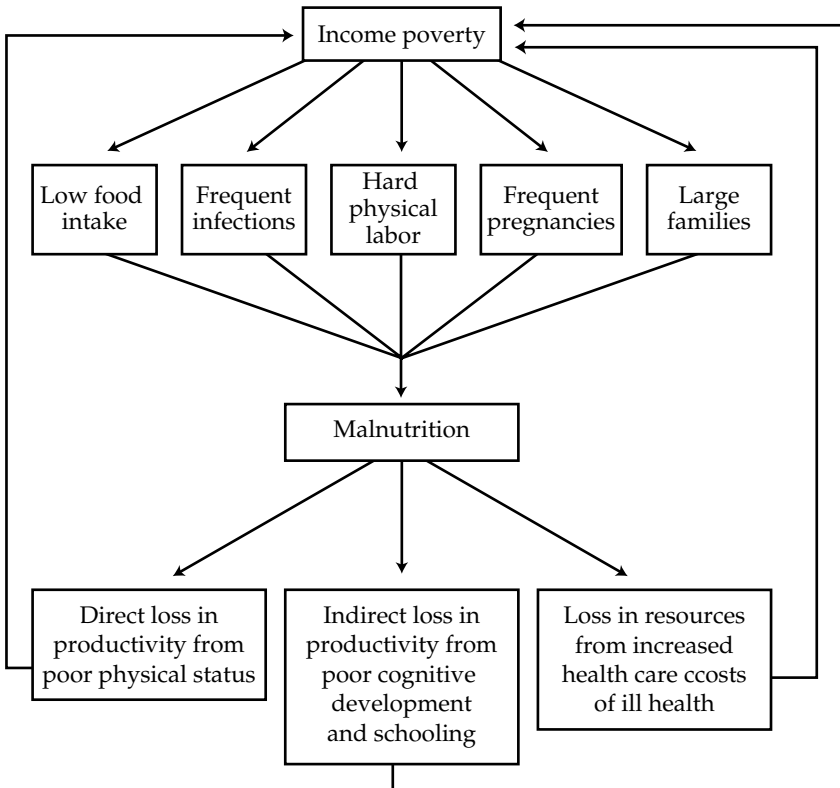 Income poverty
Low food
intake
Frequent
infections
Hard
physical
labor
Frequent
pregnancies
Large
families
Malnutrition
Direct loss in
productivity from
poor physical status
Indirect loss in
productivity from
poor cognitive
development
and schooling
Loss in resources
from increased
health care ccosts
of ill health